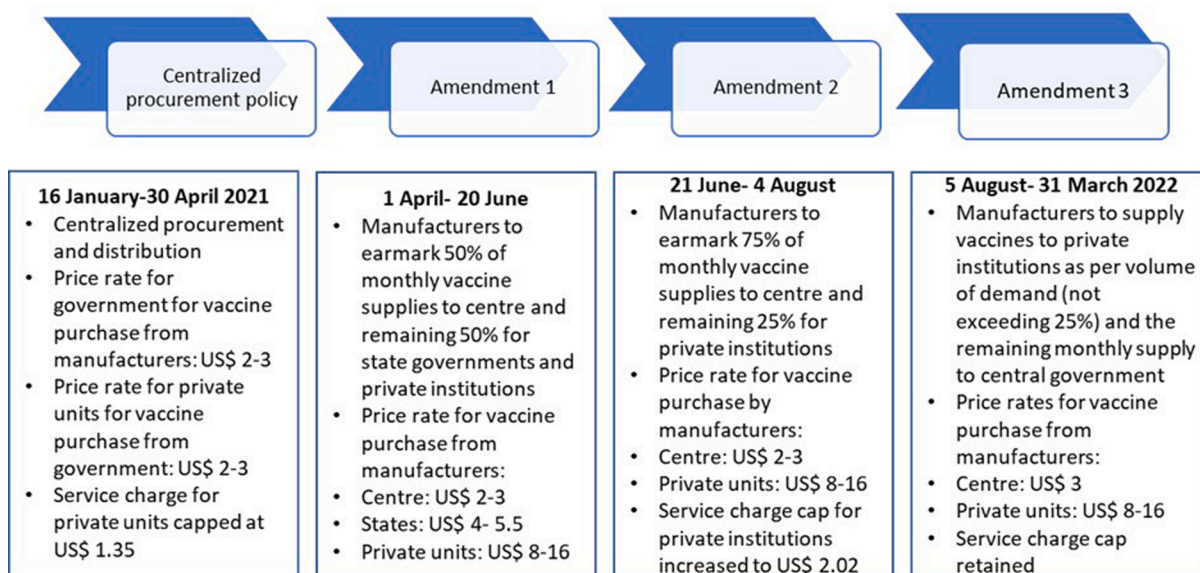 Centralized
procurement policy
Amendment 1
Amendment 2
Amendment 3
16 January-30 April 2021
• Centralized procurement
and distribution
• Price rate for
government for vaccine
purchase from
manufacturers: US$ 2-3
• Price rate for private
units for vaccine
purchase from
government: US$ 2-3
• Service charge for
private units capped at
US$ 1.35
1 April- 20 June
• Manufacturers to
earmark 50% of
monthly vaccine
supplies to centre and
remaining 50% for
state governments and
private institutions
• Price rate for vaccine
purchase from
manufacturers:
• Centre: US$ 2-3
• States: US$ 4- 5.5
• Private units: US$ 8-16
21 June- 4 August
• Manufacturers to
earmark 75% of
monthly vaccine
supplies to centre and
remaining 25% for
private institutions
• Price rate for vaccine
purchase by
manufacturers:
• Centre: US$ 2-3
• Private units: US$ 8-16
• Service charge cap for
private institutions
increased to US$ 2.02
5 August- 31 March 2022
• Manufacturers to supply
vaccines to private
institutions as per volume
of demand (not
exceeding 25%) and the
remaining monthly supply
to central government
• Price rates for vaccine
purchase from
manufacturers:
• Centre: US$ 3
• Private units: US$ 8-16
• Service charge cap
retained